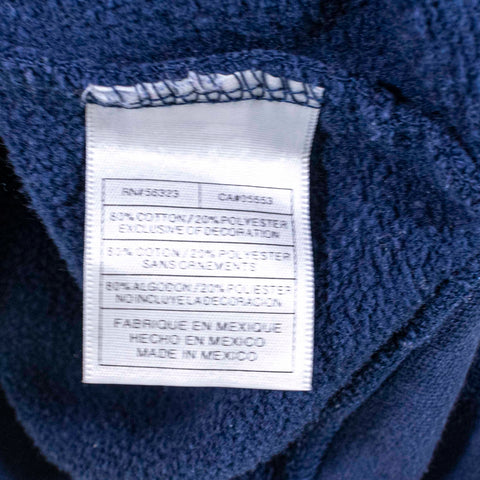 RN#56323 CA#05553
80% COTTON / 20% POLYESTER
EXCLUSIVE OF DECORATION
80% COTON / 20% POLYESTER
SANS ORNEMENTS
80% ALGODON / 20% POLYESTER
NO INCLUYE LA DECORACION
FABRIQUE EN MEXIQUE
HECHO EN MEXICO
MADE IN MEXICO